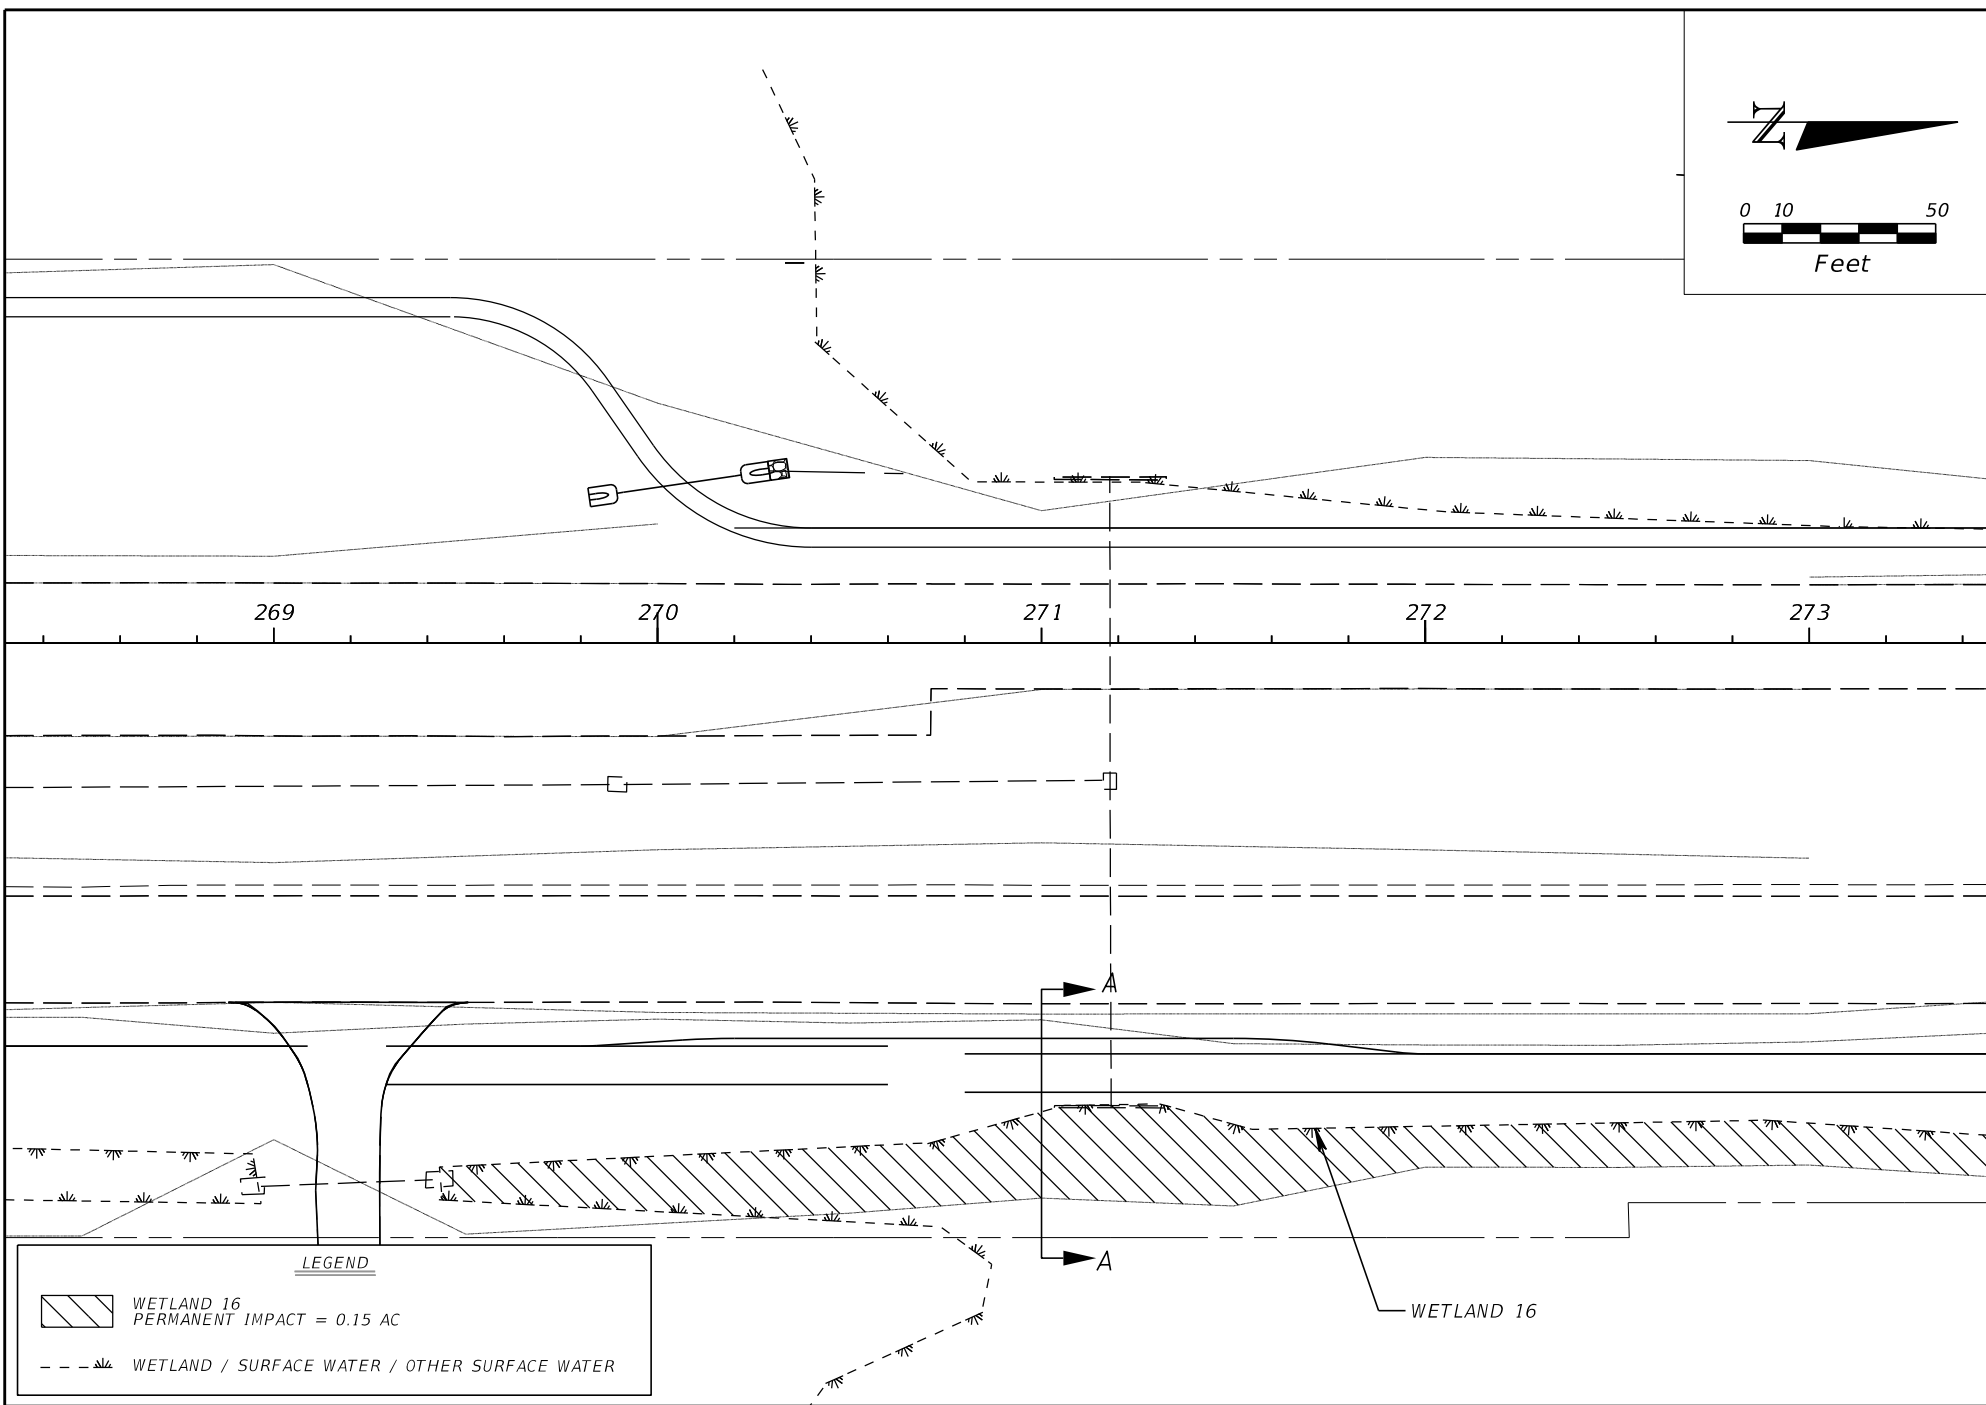 N
0 10 50
Feet
269 270 271 272 273
A
A
WETLAND 16
LEGEND
WETLAND 16
PERMANENT IMPACT = 0.15 AC
WETLAND / SURFACE WATER / OTHER SURFACE WATER